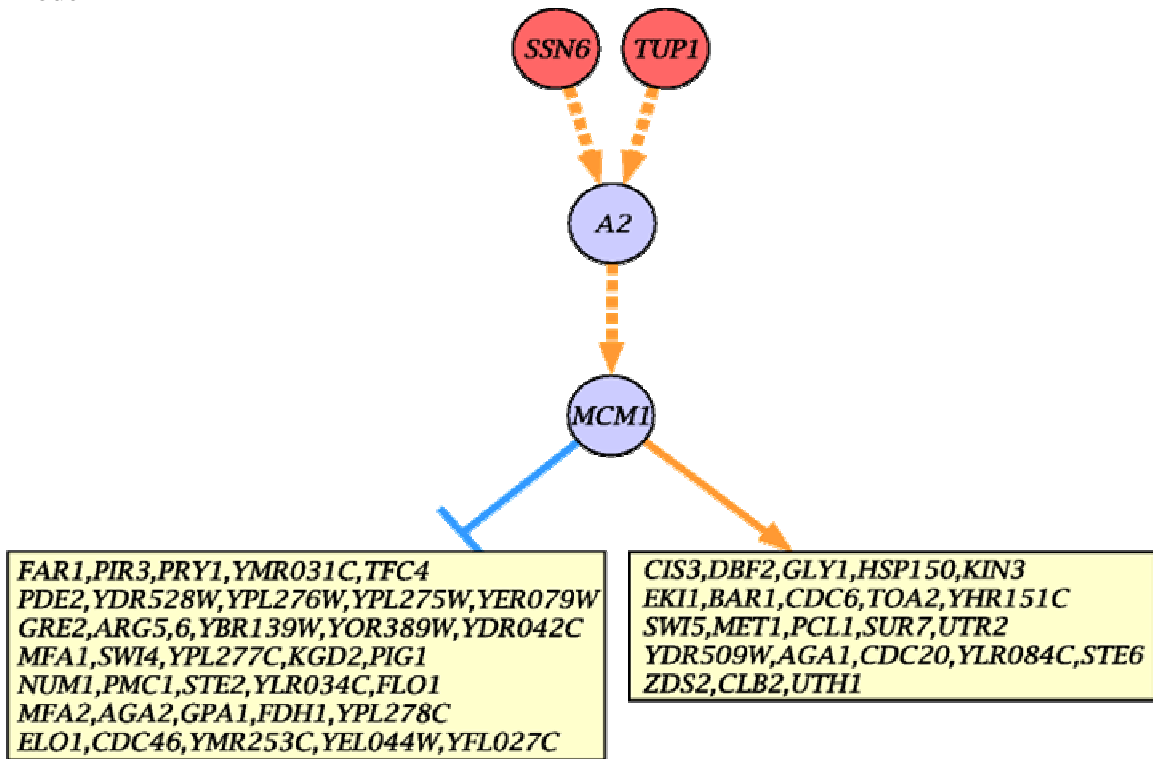 SSN6 TUP1
A2
MCM1
FAR1,PIR3,PRY1,YMR031C,TFC4
PDE2,YDR528W,YPL276W,YPL275W,YER079W
GRE2,ARG5,6,YBR139W,YOR389W,YDR042C
MFA1,SWI4,YPL277C,KGD2,PIG1
NUM1,PMC1,STE2,YLR034C,FLO1
MFA2,AGA2,GPA1,FDH1,YPL278C
ELO1,CDC46,YMR253C,YEL044W,YFL027C
CIS3,DBF2,GLY1,HSP150,KIN3
EKI1,BAR1,CDC6,TOA2,YHR151C
SWI5,MET1,PCL1,SUR7,UTR2
YDR509W,AGA1,CDC20,YLR084C,STE6
ZDS2,CLB2,UTH1